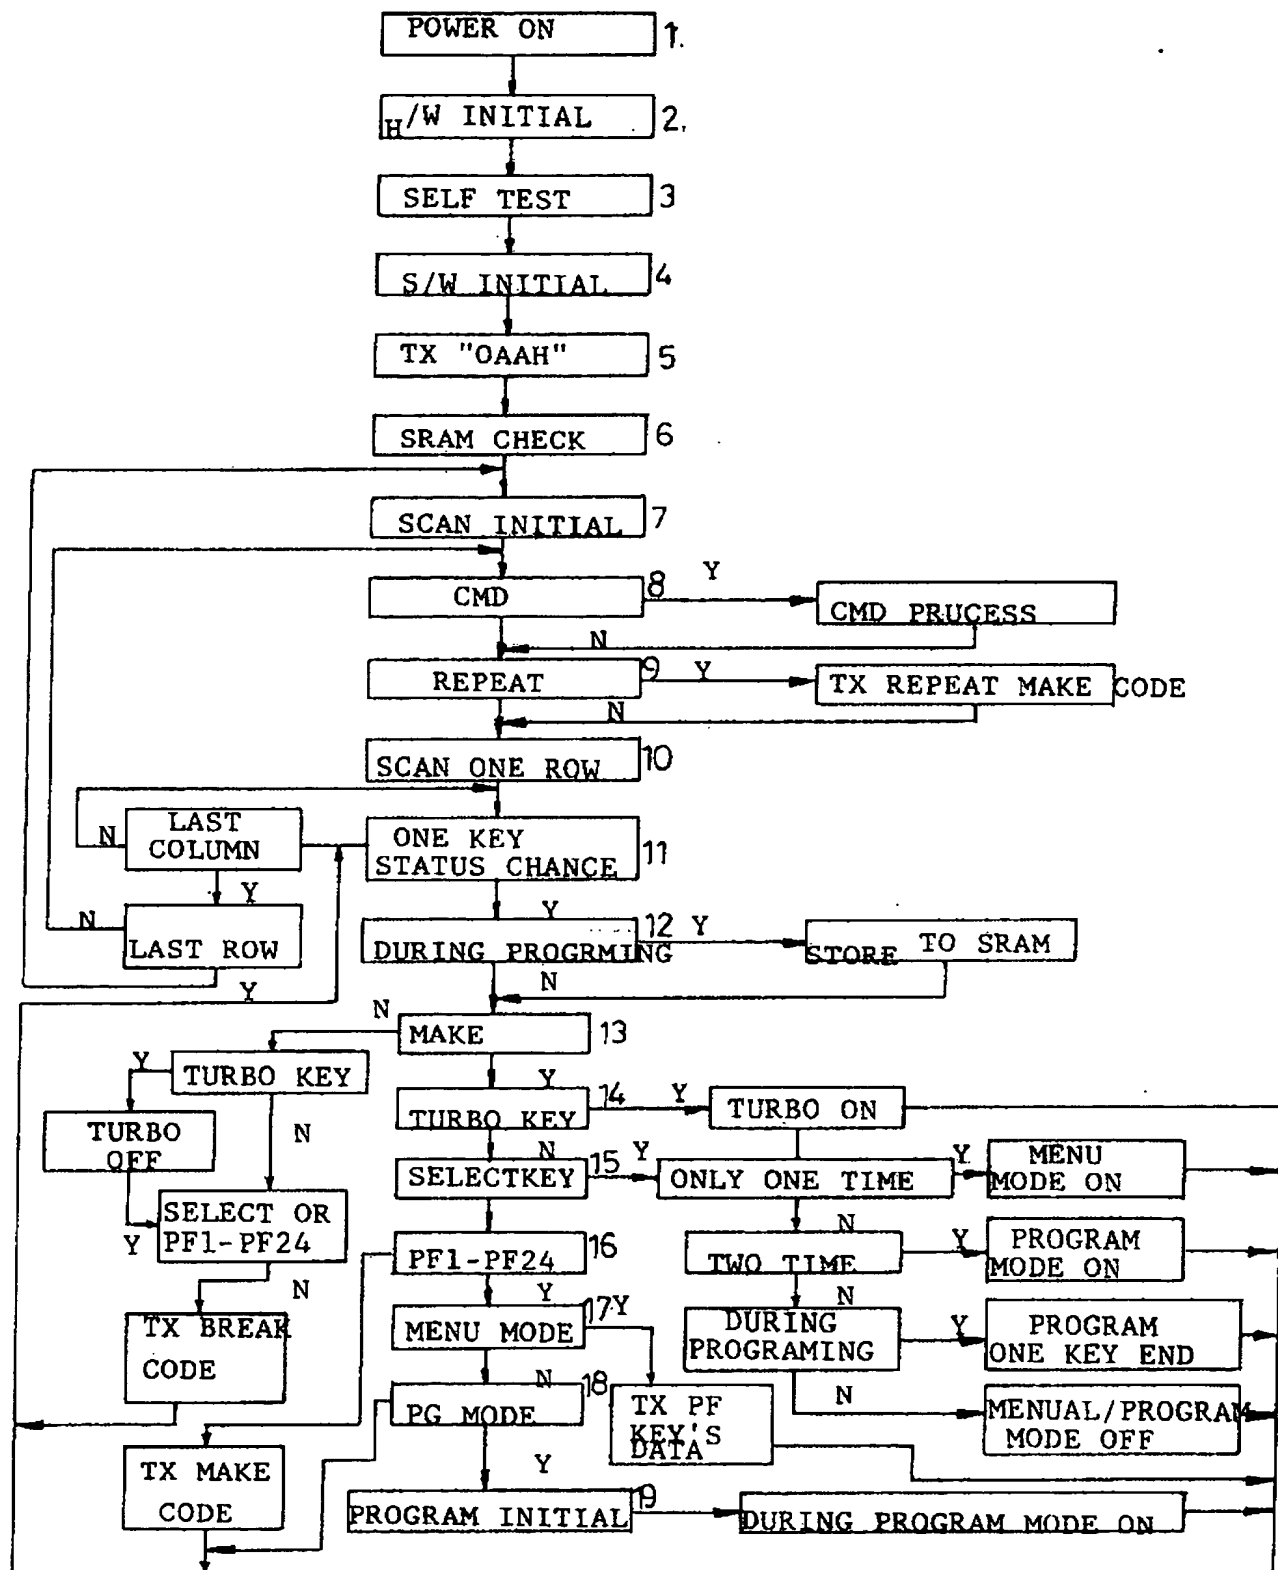 POWER ON 1.
H/W INITIAL 2.
SELF TEST 3
S/W INITIAL 4
TX "OAAH" 5
SRAM CHECK 6
SCAN INITIAL 7
CMD 8 Y
CMD PRUCESS
N
REPEAT 9 Y
TX REPEAT MAKE CODE
N
SCAN ONE ROW 10
N
LAST
COLUMN
ONE KEY
STATUS CHANCE 11
Y
N
LAST ROW
Y
Y
DURING PROGRMING 12 Y
STORE TO SRAM
N
N
MAKE 13
Y
TURBO KEY
Y
TURBO KEY 14 Y
TURBO ON
TURBO
OFF
N
N
SELECTKEY 15 Y
ONLY ONE TIME Y
MENU
MODE ON
Y
SELECT OR
PF1-PF24
N
PF1-PF24 16
N
TWO TIME Y
PROGRAM
MODE ON
Y
MENU MODE 17 Y
N
DURING
PROGRAMING Y
PROGRAM
ONE KEY END
TX BREAK
CODE
N
PG MODE 18
TX PF
KEY'S
DATA
N
MENUAL/PROGRAM
MODE OFF
TX MAKE
CODE
Y
PROGRAM INITIAL 19
DURING PROGRAM MODE ON